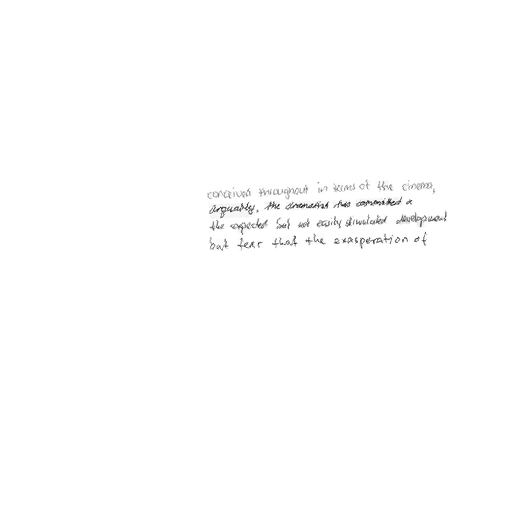 conceived throughout in terms of the cinema,
arguably, the dramatist has committed a
the expected but not easily stimulated development
but fear that the exasperation of